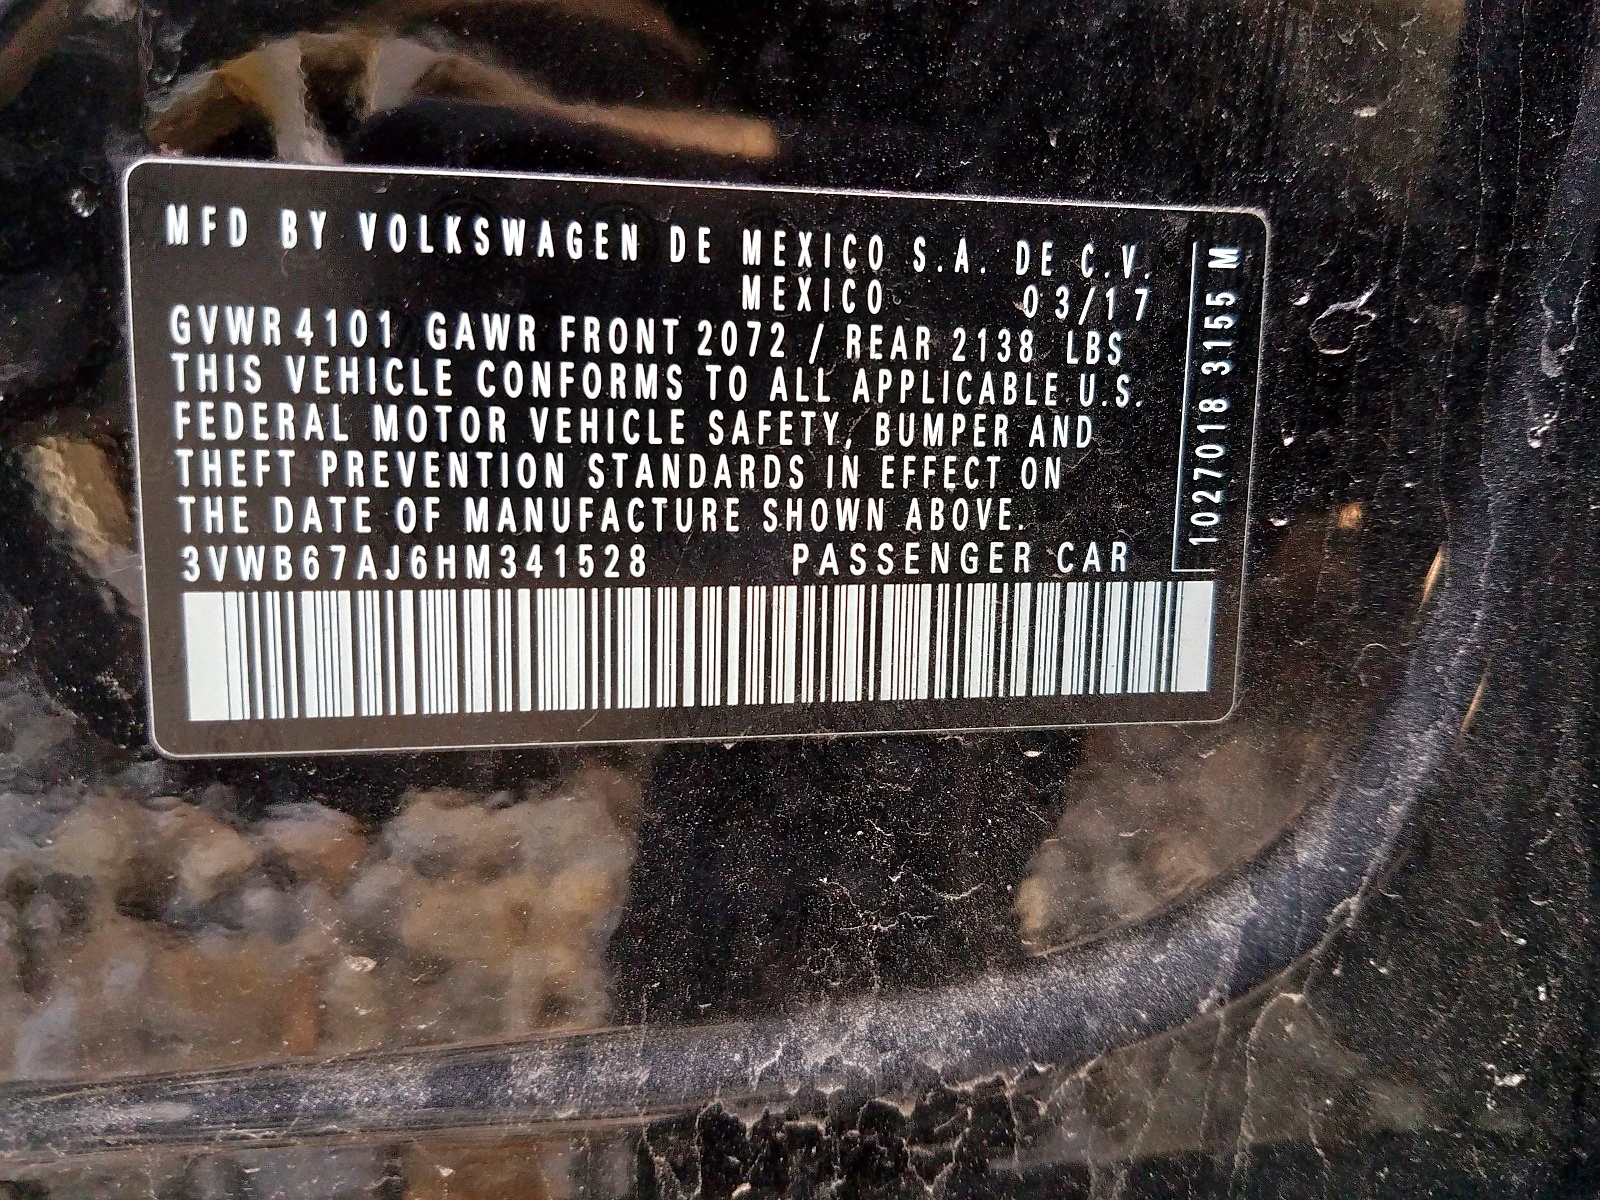 MFD BY VOLKSWAGEN DE MEXICO S.A. DE C.V.
MEXICO 03/17
GVWR 4101 GAWR FRONT 2072 / REAR 2138 LBS
THIS VEHICLE CONFORMS TO ALL APPLICABLE U.S.
FEDERAL MOTOR VEHICLE SAFETY, BUMPER AND
THEFT PREVENTION STANDARDS IN EFFECT ON
THE DATE OF MANUFACTURE SHOWN ABOVE.
3VWB67AJ6HM341528 PASSENGER CAR
1027018 3155 M